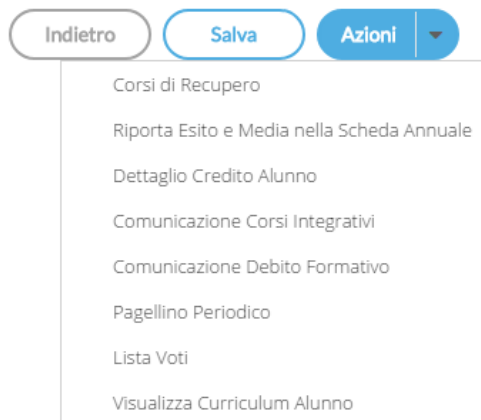 Indietro Salva Azioni
Corsi di Recupero
Riporta Esito e Media nella Scheda Annuale
Dettaglio Credito Alunno
Comunicazione Corsi Integrativi
Comunicazione Debito Formativo
Pagellino Periodico
Lista Voti
Visualizza Curriculum Alunno